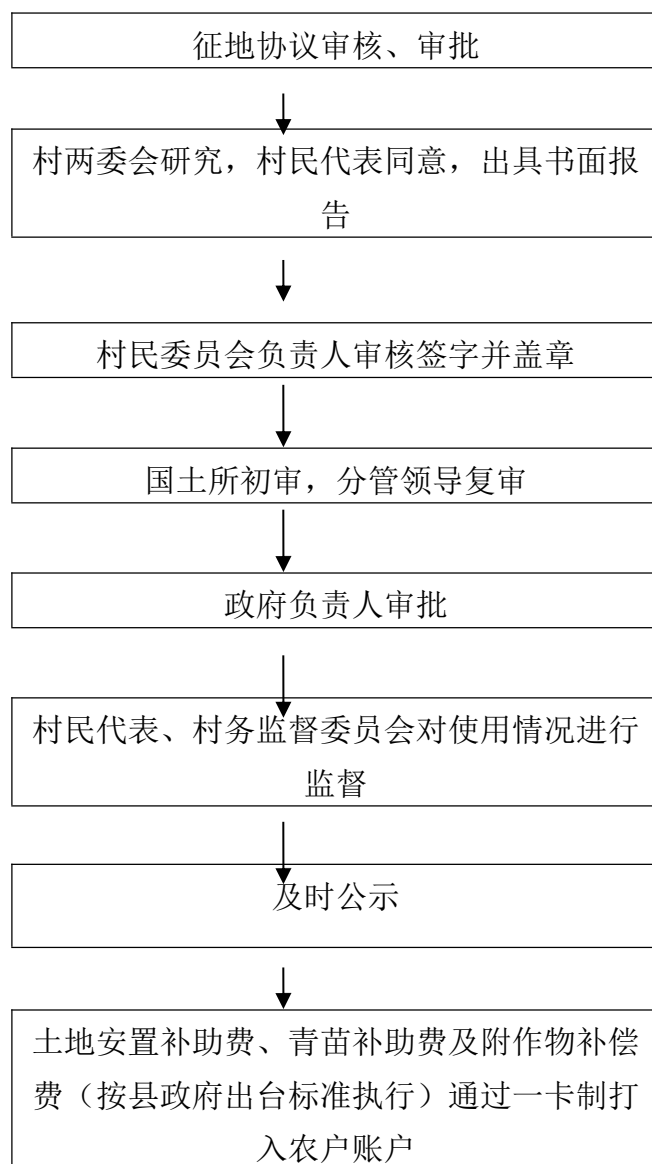 征地协议审核、审批
村两委会研究，村民代表同意，出具书面报
告
村民委员会负责人审核签字并盖章
国土所初审，分管领导复审
政府负责人审批
村民代表、村务监督委员会对使用情况进行
监督
及时公示
土地安置补助费、青苗补助费及附作物补偿
费（按县政府出台标准执行）通过一卡制打
入农户账户